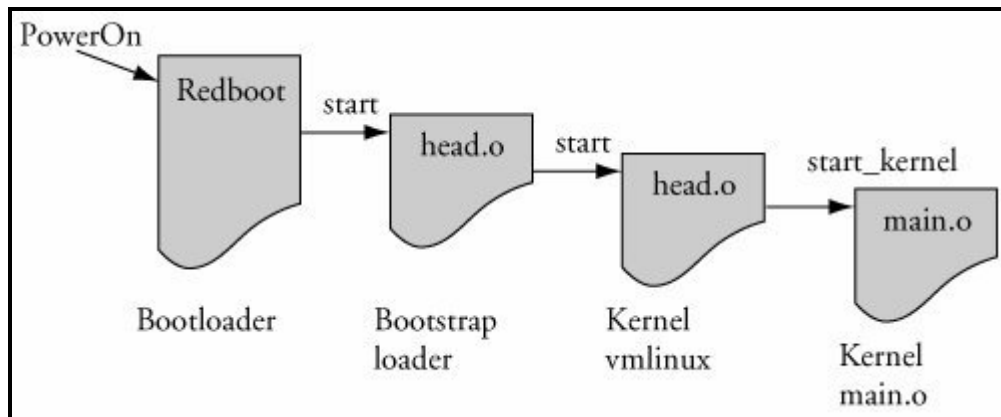 PowerOn
Redboot
start
head.o
start
head.o
start_kernel
main.o
Bootloader
Bootstrap
loader
Kernel
vmlinux
Kernel
main.o